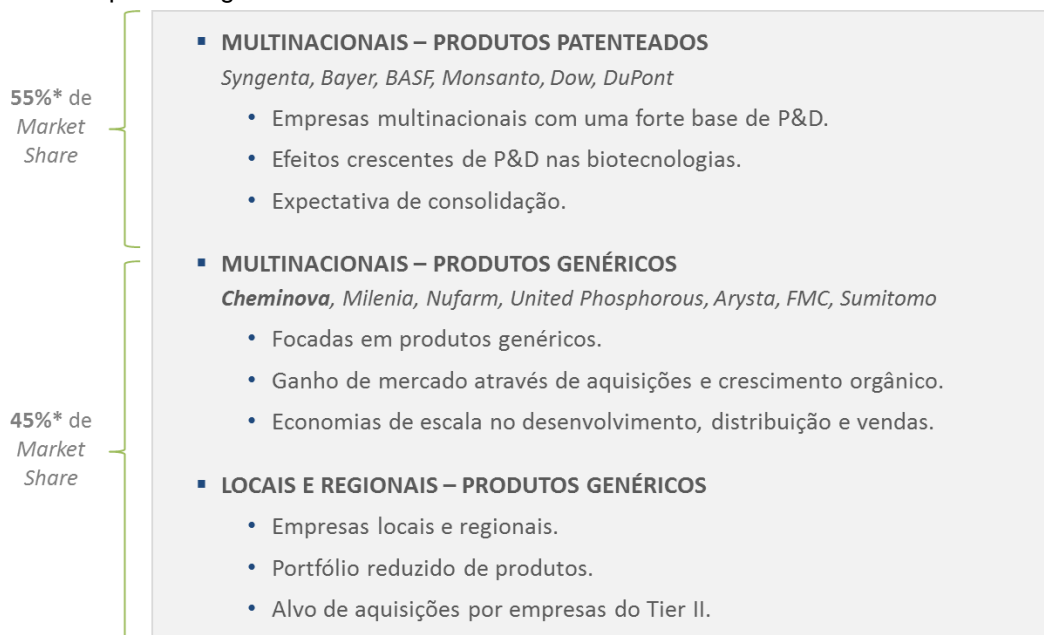 ▪ MULTINACIONAIS – PRODUTOS PATENTEADOS
Syngenta, Bayer, BASF, Monsanto, Dow, DuPont
55%* de
Market
Share
• Empresas multinacionais com uma forte base de P&D.
• Efeitos crescentes de P&D nas biotecnologias.
• Expectativa de consolidação.
▪ MULTINACIONAIS – PRODUTOS GENÉRICOS
Cheminova, Milenia, Nufarm, United Phosphorous, Arysta, FMC, Sumitomo
• Focadas em produtos genéricos.
• Ganho de mercado através de aquisições e crescimento orgânico.
• Economias de escala no desenvolvimento, distribuição e vendas.
45%* de
Market
Share
▪ LOCAIS E REGIONAIS – PRODUTOS GENÉRICOS
• Empresas locais e regionais.
• Portfólio reduzido de produtos.
• Alvo de aquisições por empresas do Tier II.